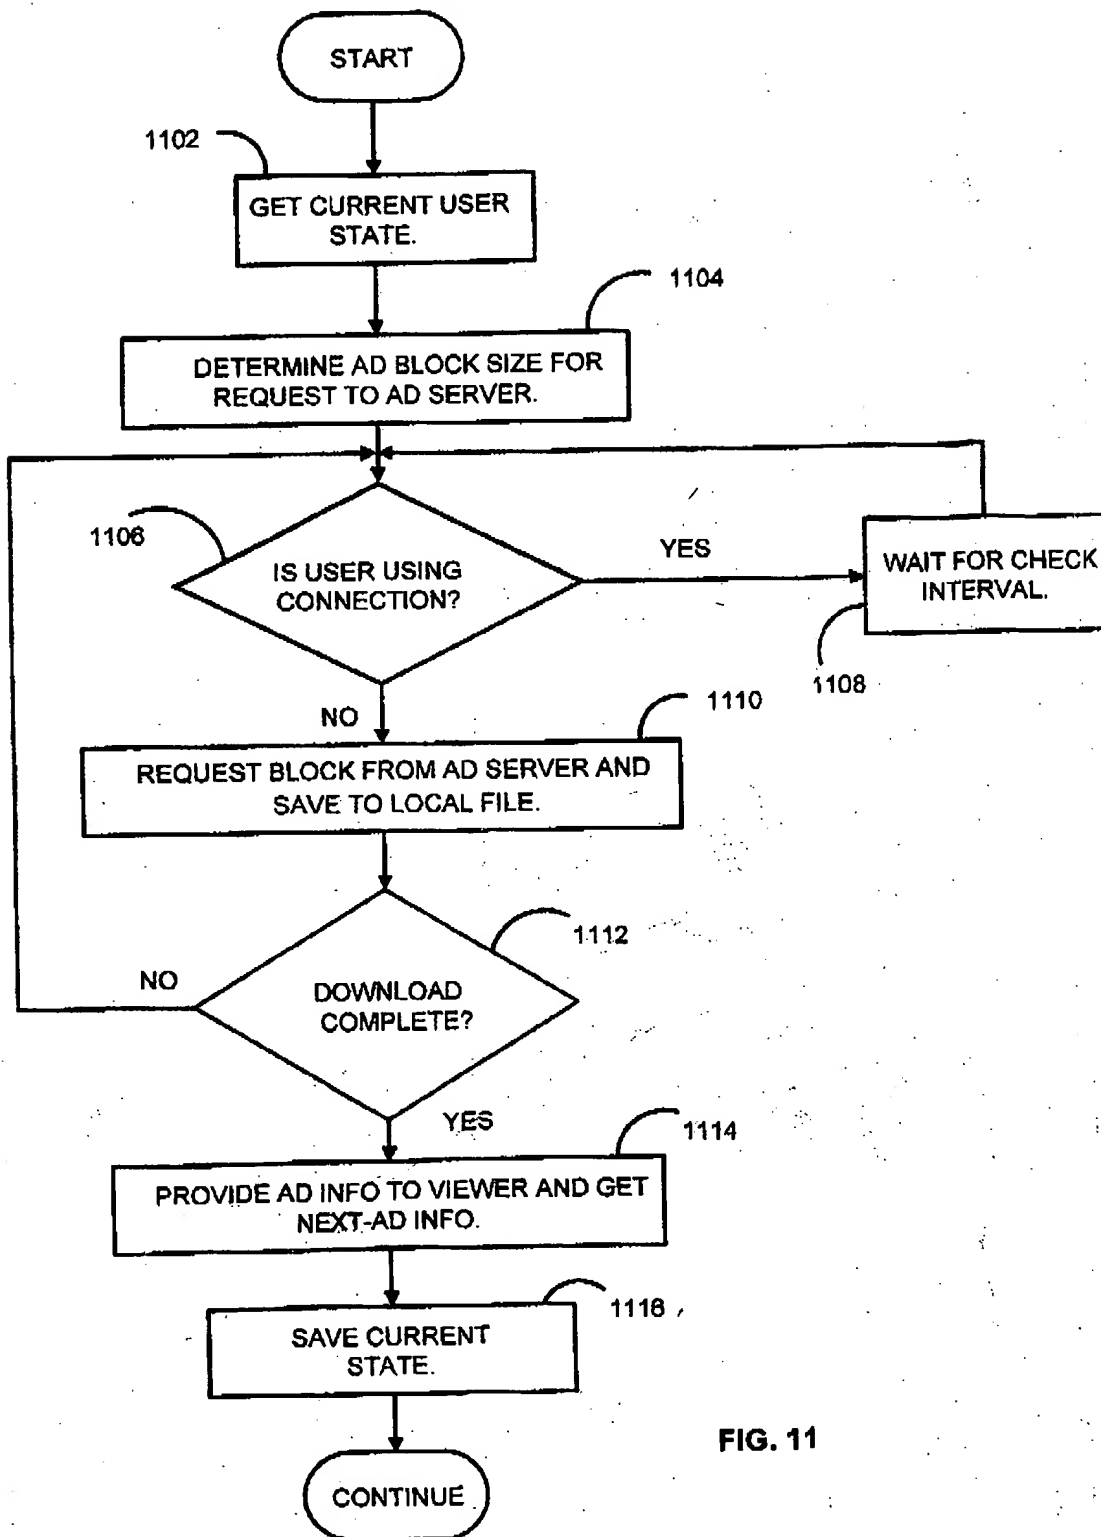 START
1102
GET CURRENT USER
STATE.
1104
DETERMINE AD BLOCK SIZE FOR
REQUEST TO AD SERVER.
1106
IS USER USING
CONNECTION?
YES
WAIT FOR CHECK
INTERVAL.
1108
NO
1110
REQUEST BLOCK FROM AD SERVER AND
SAVE TO LOCAL FILE.
1112
NO
DOWNLOAD
COMPLETE?
YES
1114
PROVIDE AD INFO TO VIEWER AND GET
NEXT-AD INFO.
1118
SAVE CURRENT
STATE.
FIG. 11
CONTINUE